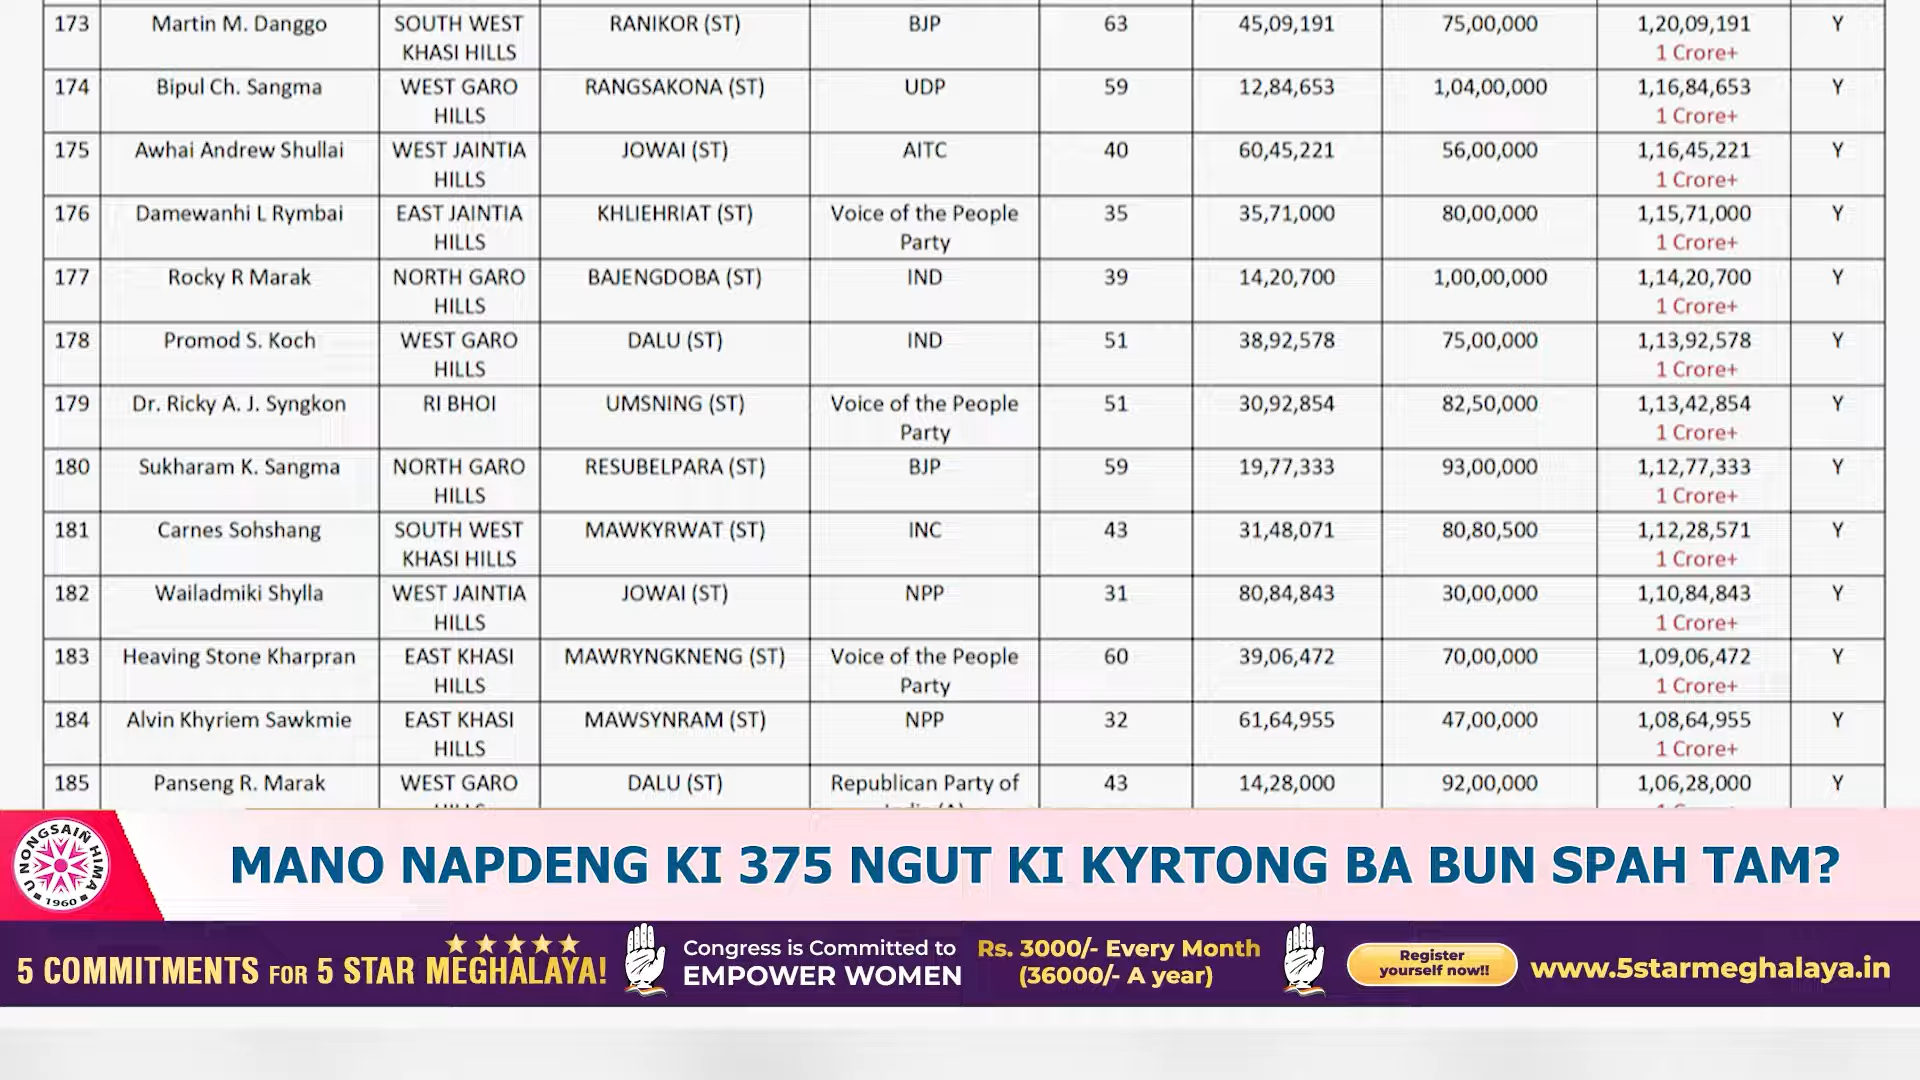 173 Martin M. Danggo SOUTH WEST RANIKOR (ST) BJP 63 45,09,191 75,00,000 1,20,09,191 Y
KHASI HILLS 1 Crore+
174 Bipul Ch. Sangma WEST GARO RANGSAKONA (ST) UDP 59 12,84,653 1,04,00,000 1,16,84,653 Y
HILLS 1 Crore+
175 Awhai Andrew Shullai WEST JAINTIA JOWAI (ST) AITC 40 60,45,221 56,00,000 1,16,45,221 Y
HILLS 1 Crore+
176 Damewanhi L Rymbai EAST JAINTIA KHLIEHRIAT (ST) Voice of the People 35 35,71,000 80,00,000 1,15,71,000 Y
HILLS Party 1 Crore+
177 Rocky R Marak NORTH GARO BAJENGDOBA (ST) IND 39 14,20,700 1,00,00,000 1,14,20,700 Y
HILLS 1 Crore+
178 Promod S. Koch WEST GARO DALU (ST) IND 51 38,92,578 75,00,000 1,13,92,578 Y
HILLS 1 Crore+
179 Dr. Ricky A. J. Syngkon RI BHOI UMSNING (ST) Voice of the People 51 30,92,854 82,50,000 1,13,42,854 Y
Party 1 Crore+
180 Sukharam K. Sangma NORTH GARO RESUBELPARA (ST) BJP 59 19,77,333 93,00,000 1,12,77,333 Y
HILLS 1 Crore+
181 Carnes Sohshang SOUTH WEST MAWKYRWAT (ST) INC 43 31,48,071 80,80,500 1,12,28,571 Y
KHASI HILLS 1 Crore+
182 Wailadmiki Shylla WEST JAINTIA JOWAI (ST) NPP 31 80,84,843 30,00,000 1,10,84,843 Y
HILLS 1 Crore+
183 Heaving Stone Kharpran EAST KHASI MAWRYNGKNENG (ST) Voice of the People 60 39,06,472 70,00,000 1,09,06,472 Y
HILLS Party 1 Crore+
184 Alvin Khyriem Sawkmie EAST KHASI MAWSYNRAM (ST) NPP 32 61,64,955 47,00,000 1,08,64,955 Y
HILLS 1 Crore+
185 Panseng R. Marak WEST GARO DALU (ST) Republican Party of 43 14,28,000 92,00,000 1,06,28,000 Y
U NONGSAIÑ HIMA
1960
MANO NAPDENG KI 375 NGUT KI KYRTONG BA BUN SPAH TAM?
5 COMMITMENTS FOR 5 STAR MEGHALAYA!
Congress is Committed to
EMPOWER WOMEN
Rs. 3000/- Every Month
(36000/- A year)
Register
yourself now!!
www.5starmeghalaya.in